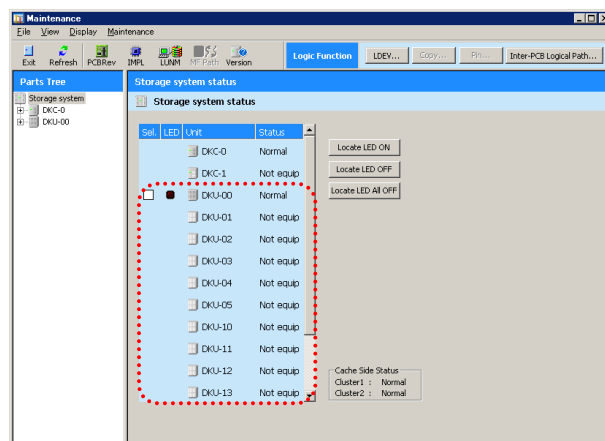 Maintenance
File View Display Maintenance
Exit Refresh PCBRev IMPL LUNM MF Path Version Logic Function LDEV... Copy... Pin... Inter-PCB Logical Path...
Parts Tree
Storage system
DKC-0
DKU-00
Storage system status
Storage system status
Sel. LED Unit Status
DKC-0 Normal
DKC-1 Not equip
DKU-00 Normal
DKU-01 Not equip
DKU-02 Not equip
DKU-03 Not equip
DKU-04 Not equip
DKU-05 Not equip
DKU-10 Not equip
DKU-11 Not equip
DKU-12 Not equip
DKU-13 Not equip
Locate LED ON
Locate LED OFF
Locate LED All OFF
Cache Side Status
Cluster1 : Normal
Cluster2 : Normal